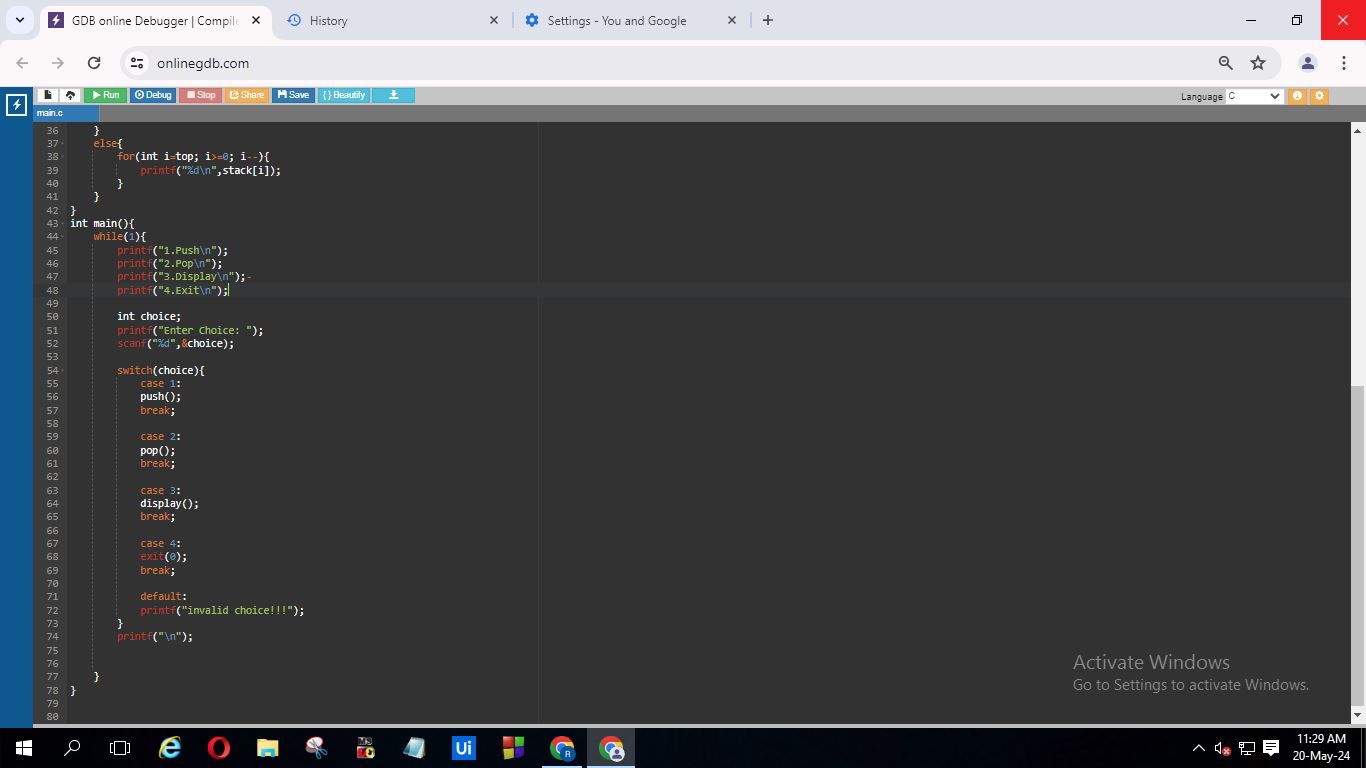 GDB online Debugger | Compile
History
Settings - You and Google
onlinegdb.com
Run
Debug
Stop
Share
Save
{ } Beautify
Language C
main.c
36 }
37 else{
38 for(int i=top; i>=0; i--){
39 printf("%d\n",stack[i]);
40 }
41 }
42 }
43 int main(){
44 while(1){
45 printf("1.Push\n");
46 printf("2.Pop\n");
47 printf("3.Display\n");-
48 printf("4.Exit\n");
49
50 int choice;
51 printf("Enter Choice: ");
52 scanf("%d",&choice);
53
54 switch(choice){
55 case 1:
56 push();
57 break;
58
59 case 2:
60 pop();
61 break;
62
63 case 3:
64 display();
65 break;
66
67 case 4:
68 exit(0);
69 break;
70
71 default:
72 printf("invalid choice!!!");
73 }
74 printf("\n");
75
76
77 }
78 }
79
80
Activate Windows
Go to Settings to activate Windows.
Ui
R
11:29 AM
20-May-24